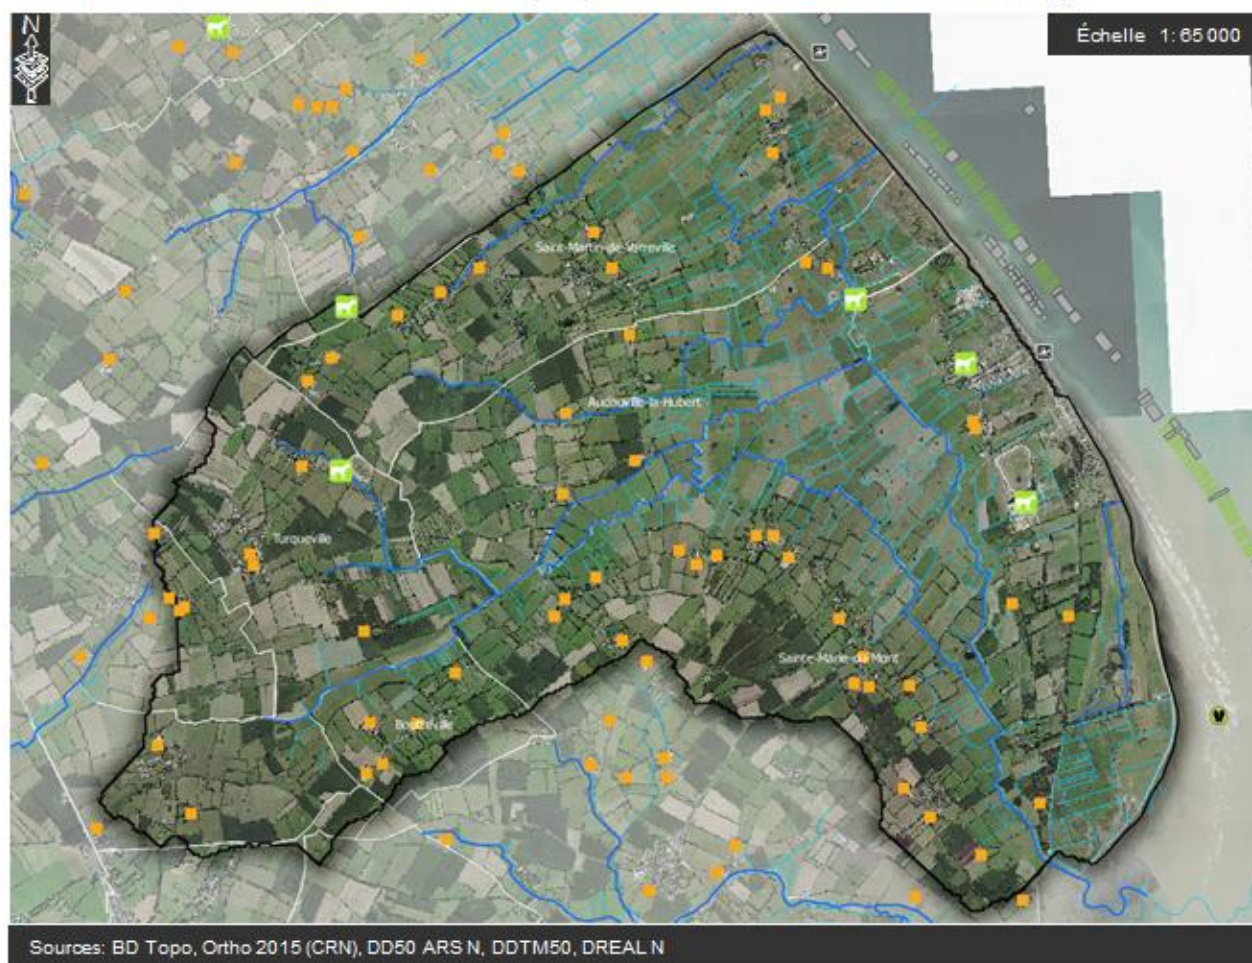 N
Échelle 1: 65 000
Saint-Martin-de-Varreville
Audouville-la-Hubert
Turqueville
Sainte-Marie-du-Mont
Boutteville
Sources: BD Topo, Ortho 2015 (CRN), DD50 ARS N, DDTM50, DREAL N